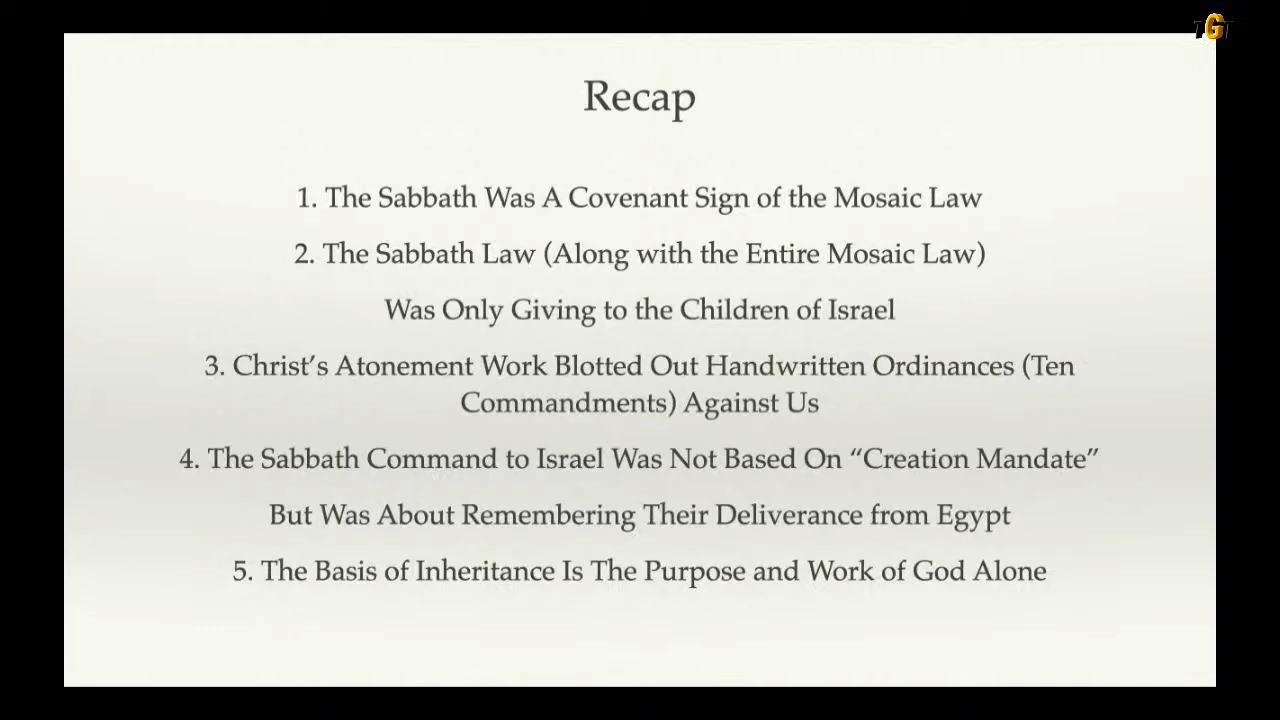 TGT
Recap
1. The Sabbath Was A Covenant Sign of the Mosaic Law
2. The Sabbath Law (Along with the Entire Mosaic Law)
Was Only Giving to the Children of Israel
3. Christ’s Atonement Work Blotted Out Handwritten Ordinances (Ten
Commandments) Against Us
4. The Sabbath Command to Israel Was Not Based On “Creation Mandate”
But Was About Remembering Their Deliverance from Egypt
5. The Basis of Inheritance Is The Purpose and Work of God Alone